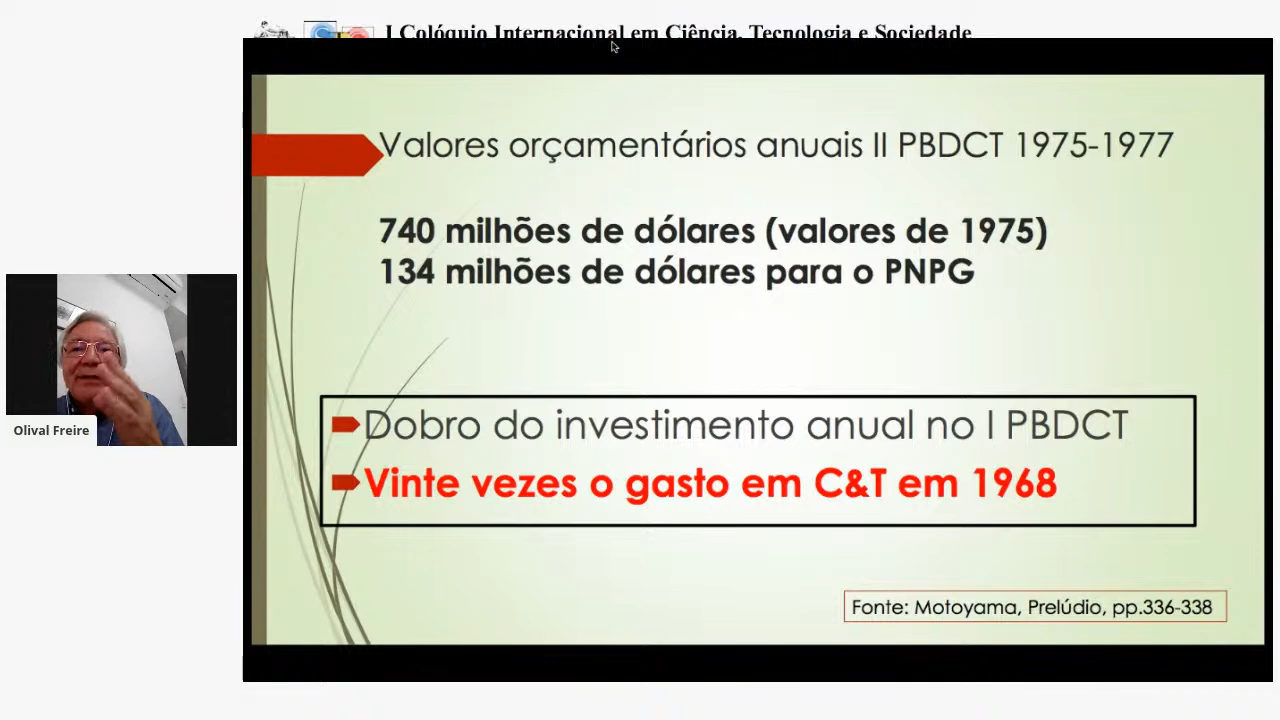 I Colóquio Internacional em Ciência, Tecnologia e Sociedade
Valores orçamentários anuais II PBDCT 1975-1977
740 milhões de dólares (valores de 1975)
134 milhões de dólares para o PNPG
Olival Freire
Dobro do investimento anual no I PBDCT
Vinte vezes o gasto em C&T em 1968
Fonte: Motoyama, Prelúdio, pp.336-338